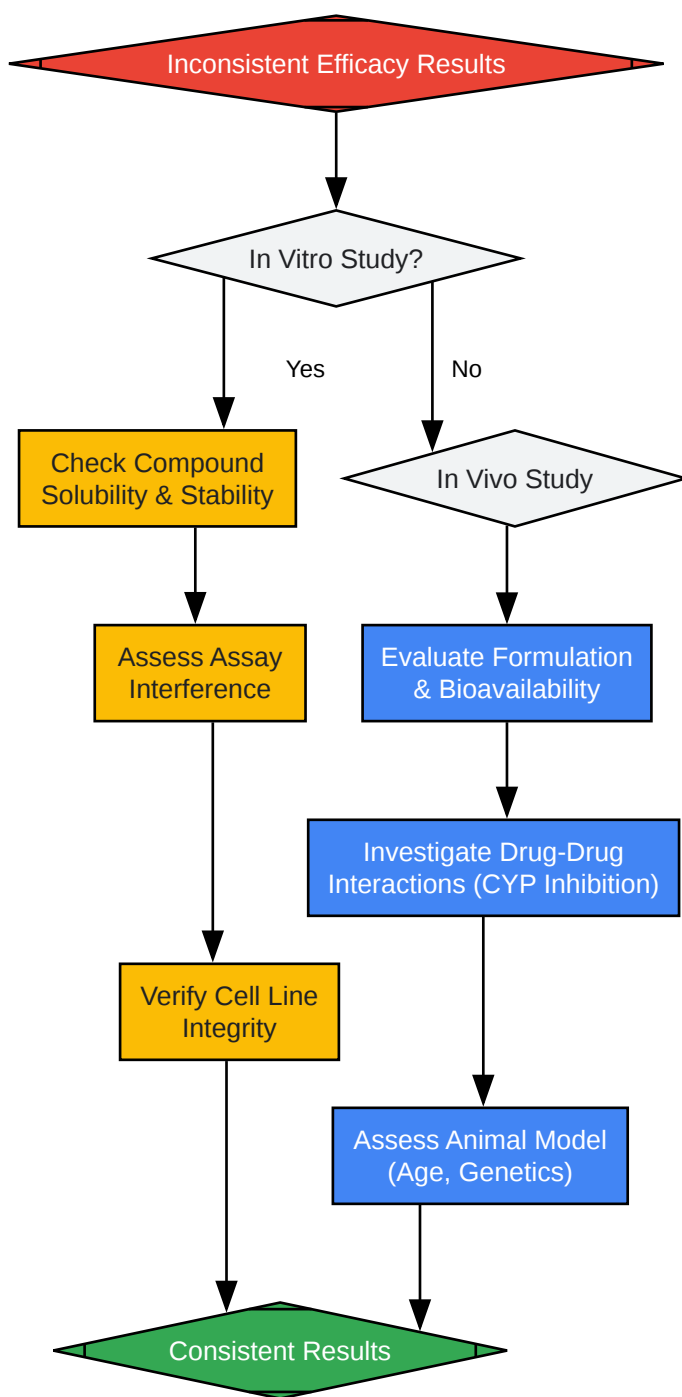 Inconsistent Efficacy Results
In Vitro Study?
Yes
No
Check Compound
Solubility & Stability
In Vivo Study
Assess Assay
Interference
Evaluate Formulation
& Bioavailability
Investigate Drug-Drug
Interactions (CYP Inhibition)
Verify Cell Line
Integrity
Assess Animal Model
(Age, Genetics)
Consistent Results